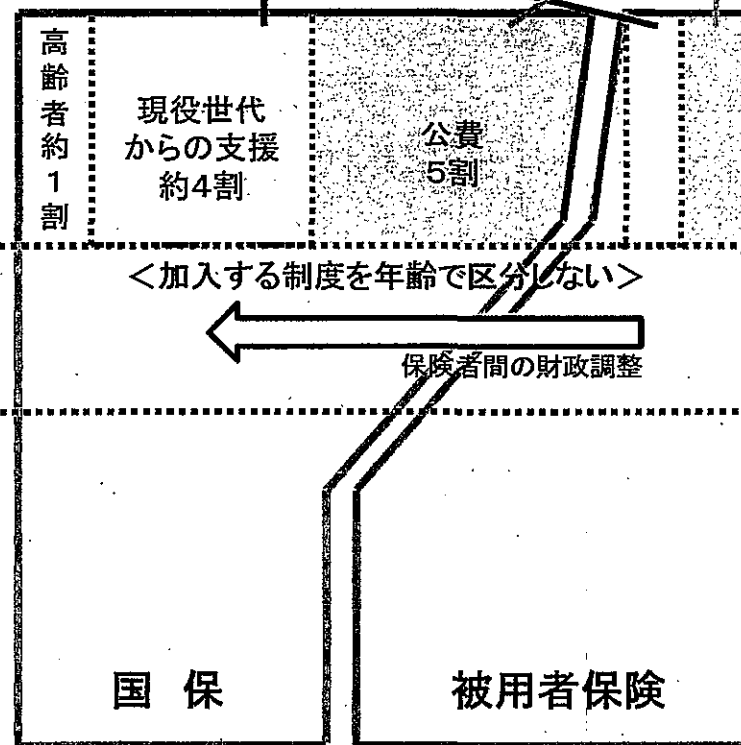 高齢者約1割
現役世代
からの支援
約4割
公費
5割
＜加入する制度を年齢で区分しない＞
保険者間の財政調整
国 保
被用者保険